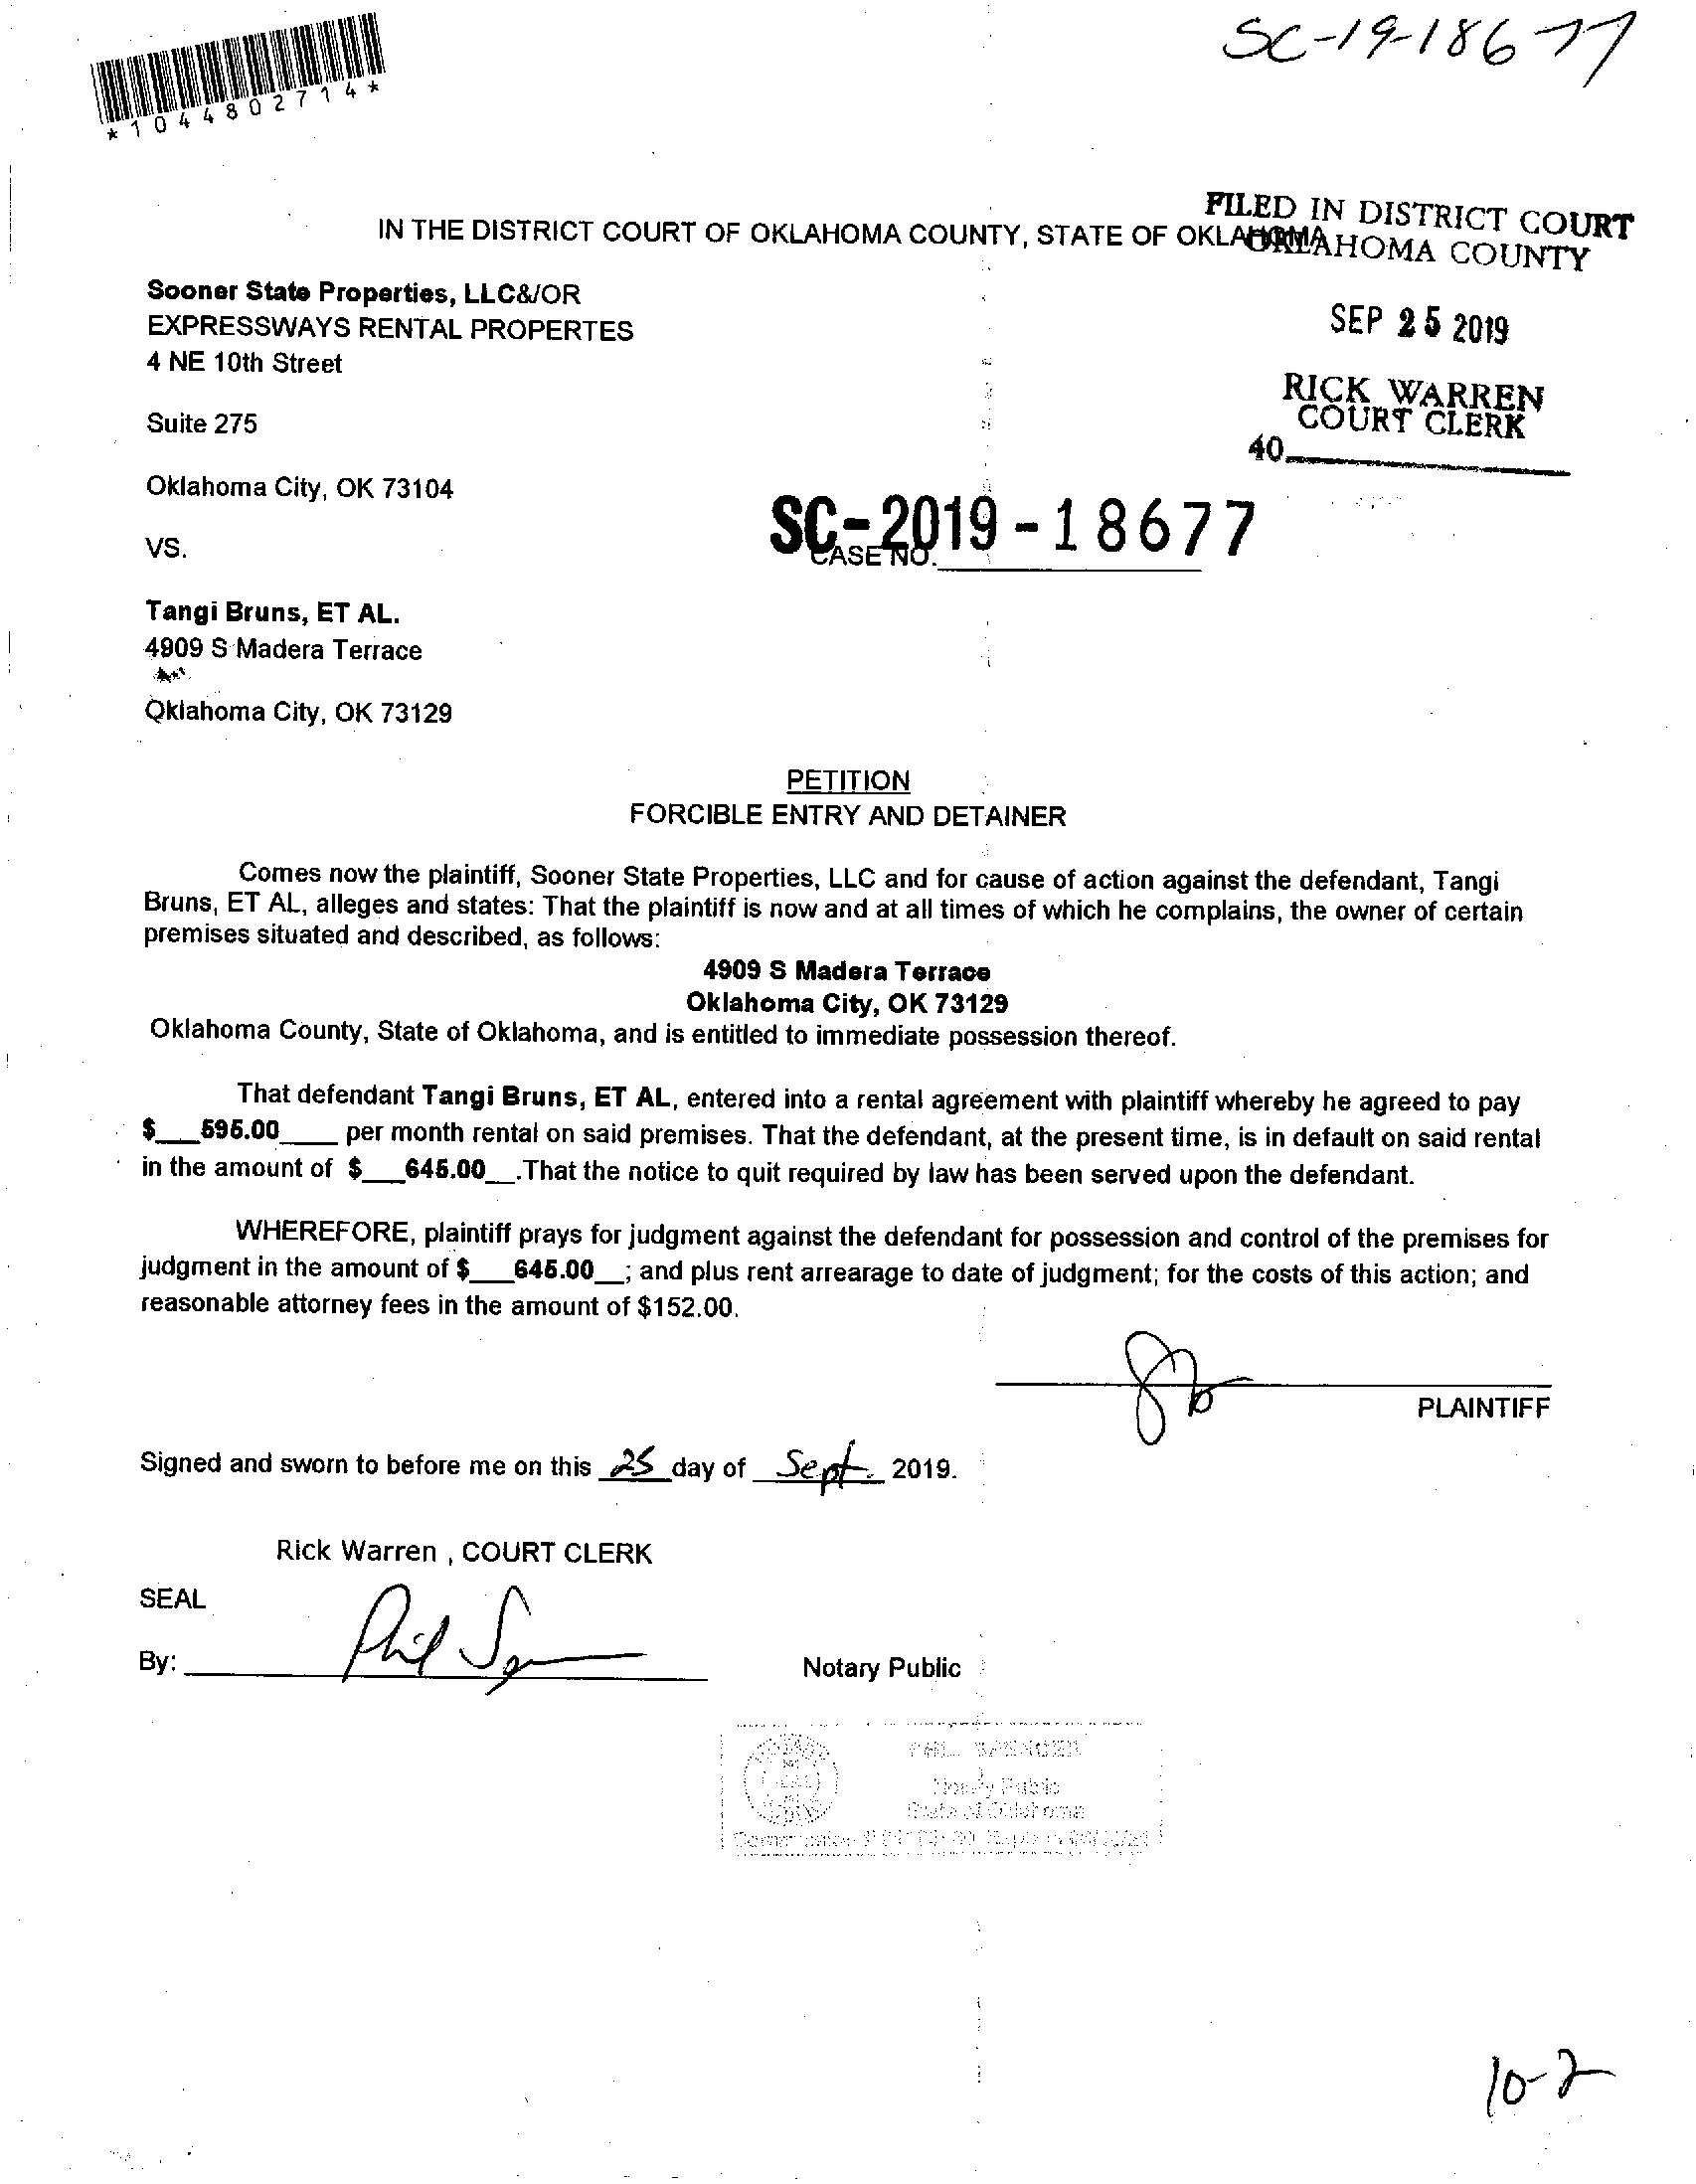 SC-19-18677
*1044802714*
FILED IN DISTRICT COURT
OKLAHOMA COUNTY
IN THE DISTRICT COURT OF OKLAHOMA COUNTY, STATE OF OKLAHOMA
Sooner State Properties, LLC&/OR
EXPRESSWAYS RENTAL PROPERTES
4 NE 10th Street
SEP 25 2019
RICK WARREN
COURT CLERK
Suite 275
40
Oklahoma City, OK 73104
SC-2019-18677
CASE NO.
VS.
Tangi Bruns, ET AL.
4909 S Madera Terrace
Oklahoma City, OK 73129
PETITION
FORCIBLE ENTRY AND DETAINER
Comes now the plaintiff, Sooner State Properties, LLC and for cause of action against the defendant, Tangi
Bruns, ET AL, alleges and states: That the plaintiff is now and at all times of which he complains, the owner of certain
premises situated and described, as follows:
4909 S Madera Terrace
Oklahoma City, OK 73129
Oklahoma County, State of Oklahoma, and is entitled to immediate possession thereof.
That defendant Tangi Bruns, ET AL, entered into a rental agreement with plaintiff whereby he agreed to pay
$___595.00____ per month rental on said premises. That the defendant, at the present time, is in default on said rental
in the amount of $___645.00__.That the notice to quit required by law has been served upon the defendant.
WHEREFORE, plaintiff prays for judgment against the defendant for possession and control of the premises for
judgment in the amount of $___645.00__; and plus rent arrearage to date of judgment; for the costs of this action; and
reasonable attorney fees in the amount of $152.00.
PLAINTIFF
Signed and sworn to before me on this 25 day of Sept. 2019.
Rick Warren , COURT CLERK
SEAL
By: Phil
Notary Public
Notary Public
State of Oklahoma
10-2